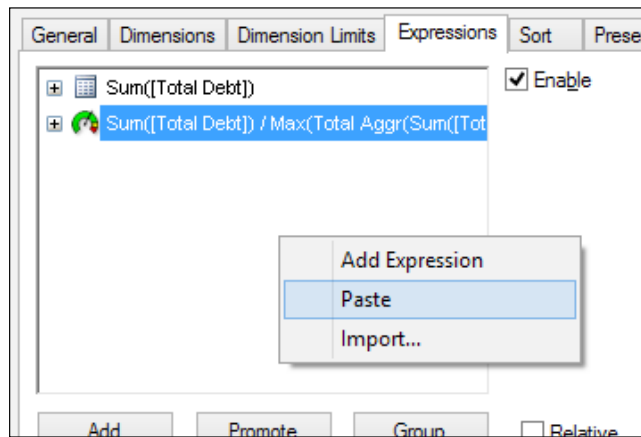 General Dimensions Dimension Limits Expressions Sort Prese
Sum([Total Debt])
Enable
Sum([Total Debt]) / Max(Total Aggr(Sum([Tot
Add Expression
Paste
Import...
Add Promote Group Relative